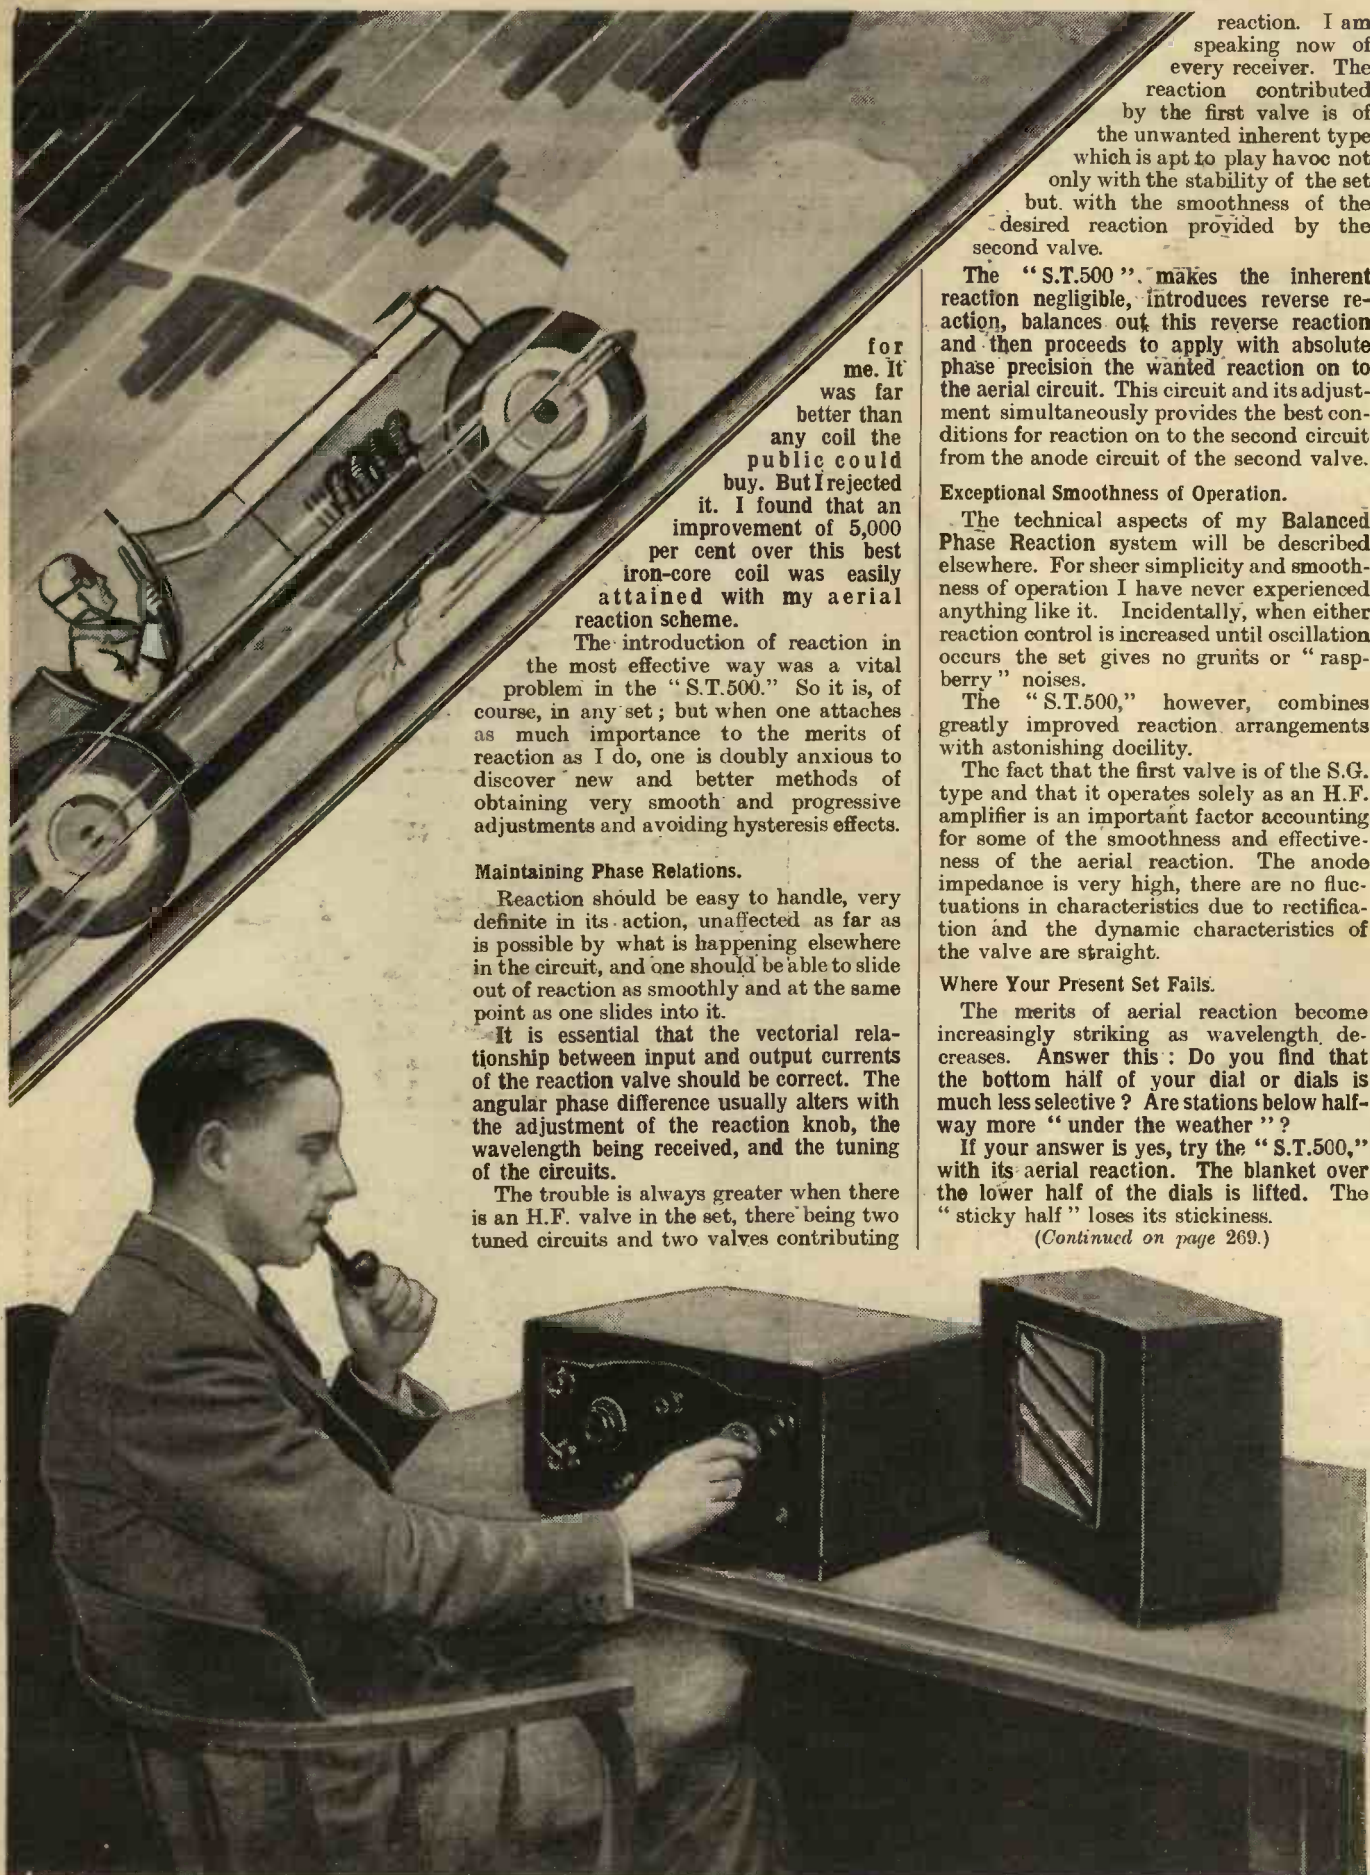 for
me. It
was far
better than
any coil the
public could
buy. But I rejected
it. I found that an
improvement of 5,000
per cent over this best
iron-core coil was easily
attained with my aerial
reaction scheme.
The introduction of reaction in
the most effective way was a vital
problem in the “ S.T.500.” So it is, of
course, in any set ; but when one attaches
as much importance to the merits of
reaction as I do, one is doubly anxious to
discover new and better methods of
obtaining very smooth and progressive
adjustments and avoiding hysteresis effects.
Maintaining Phase Relations.
Reaction should be easy to handle, very
definite in its action, unaffected as far as
is possible by what is happening elsewhere
in the circuit, and one should be able to slide
out of reaction as smoothly and at the same
point as one slides into it.
It is essential that the vectorial rela-
tionship between input and output currents
of the reaction valve should be correct. The
angular phase difference usually alters with
the adjustment of the reaction knob, the
wavelength being received, and the tuning
of the circuits.
The trouble is always greater when there
is an H.F. valve in the set, there being two
tuned circuits and two valves contributing
reaction. I am
speaking now of
every receiver. The
reaction contributed
by the first valve is of
the unwanted inherent type
which is apt to play havoc not
only with the stability of the set
but with the smoothness of the
desired reaction provided by the
second valve.
The “ S.T.500 ” makes the inherent
reaction negligible, introduces reverse re-
action, balances out this reverse reaction
and then proceeds to apply with absolute
phase precision the wanted reaction on to
the aerial circuit. This circuit and its adjust-
ment simultaneously provides the best con-
ditions for reaction on to the second circuit
from the anode circuit of the second valve.
Exceptional Smoothness of Operation.
The technical aspects of my Balanced
Phase Reaction system will be described
elsewhere. For sheer simplicity and smooth-
ness of operation I have never experienced
anything like it. Incidentally, when either
reaction control is increased until oscillation
occurs the set gives no grunts or “ rasp-
berry ” noises.
The “ S.T.500,” however, combines
greatly improved reaction arrangements
with astonishing docility.
The fact that the first valve is of the S.G.
type and that it operates solely as an H.F.
amplifier is an important factor accounting
for some of the smoothness and effective-
ness of the aerial reaction. The anode
impedance is very high, there are no fluc-
tuations in characteristics due to rectifica-
tion and the dynamic characteristics of
the valve are straight.
Where Your Present Set Fails.
The merits of aerial reaction become
increasingly striking as wavelength de-
creases. Answer this : Do you find that
the bottom half of your dial or dials is
much less selective ? Are stations below half-
way more “ under the weather ” ?
If your answer is yes, try the “ S.T.500,”
with its aerial reaction. The blanket over
the lower half of the dials is lifted. The
“ sticky half ” loses its stickiness.
(Continued on page 269.)